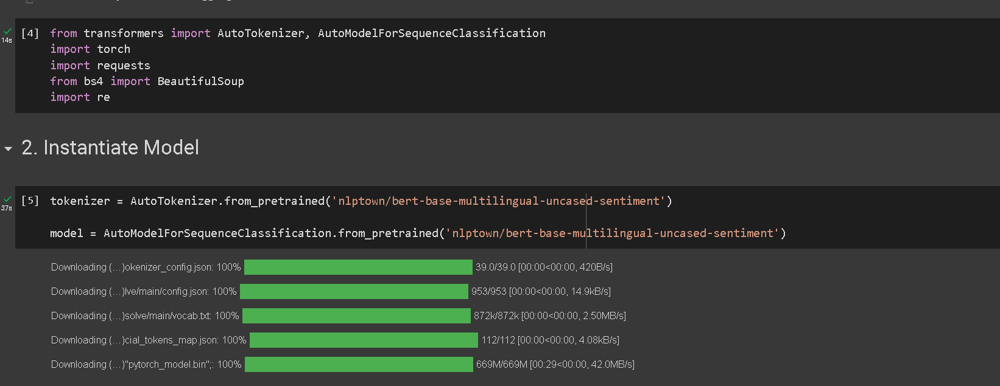 [4] from transformers import AutoTokenizer, AutoModelForSequenceClassification
14s
import torch
import requests
from bs4 import BeautifulSoup
import re
2. Instantiate Model
[5] tokenizer = AutoTokenizer.from_pretrained('nlptown/bert-base-multilingual-uncased-sentiment')
37s
model = AutoModelForSequenceClassification.from_pretrained('nlptown/bert-base-multilingual-uncased-sentiment')
Downloading (…)okenizer_config.json: 100% 39.0/39.0 [00:00<00:00, 420B/s]
Downloading (…)lve/main/config.json: 100% 953/953 [00:00<00:00, 14.9kB/s]
Downloading (…)solve/main/vocab.txt: 100% 872k/872k [00:00<00:00, 2.50MB/s]
Downloading (…)cial_tokens_map.json: 100% 112/112 [00:00<00:00, 4.08kB/s]
Downloading (…)"pytorch_model.bin";: 100% 669M/669M [00:29<00:00, 42.0MB/s]